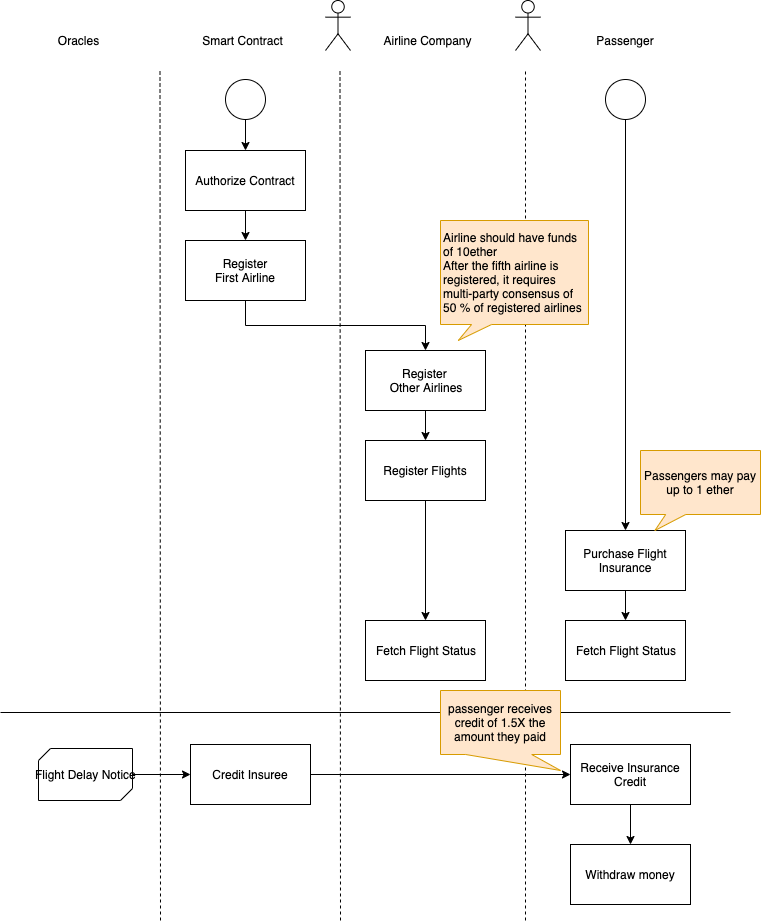 Oracles
Smart Contract
Airline Company
Passenger
Authorize Contract
Register
First Airline
Airline should have funds
of 10ether
After the fifth airline is
registered, it requires
multi-party consensus of
50 % of registered airlines
Register
Other Airlines
Register Flights
Passengers may pay
up to 1 ether
Purchase Flight
Insurance
Fetch Flight Status
Fetch Flight Status
passenger receives
credit of 1.5X the
amount they paid
Flight Delay Notice
Credit Insuree
Receive Insurance
Credit
Withdraw money